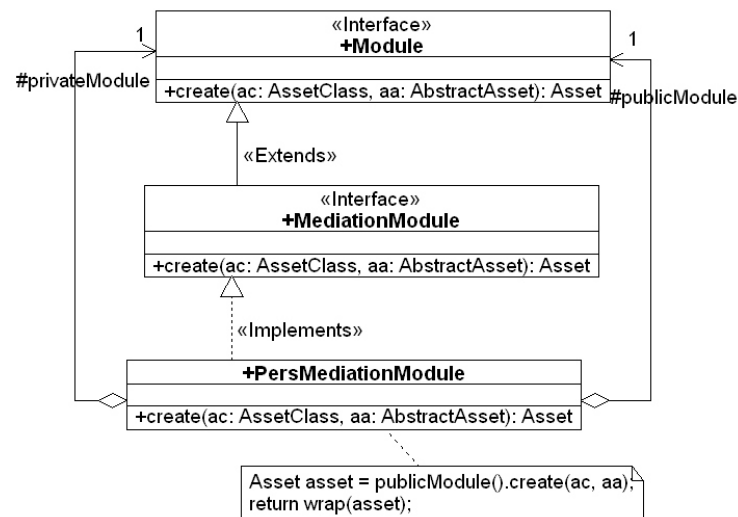 «Interface»
+Module
1
1
#privateModule
#publicModule
+create(ac: AssetClass, aa: AbstractAsset): Asset
«Extends»
«Interface»
+MediationModule
+create(ac: AssetClass, aa: AbstractAsset): Asset
«Implements»
+PersMediationModule
+create(ac: AssetClass, aa: AbstractAsset): Asset
Asset asset = publicModule().create(ac, aa);
return wrap(asset);